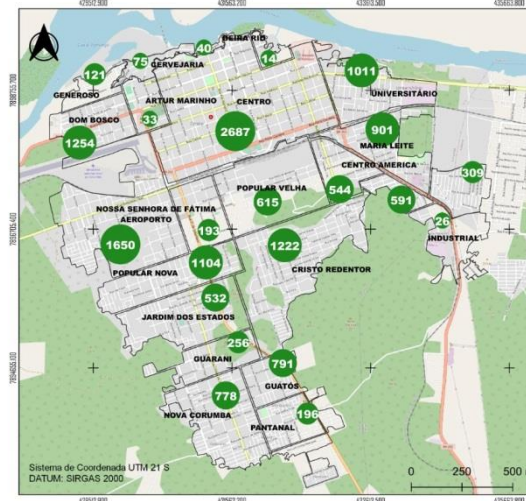 BEIRA RIO
40
75
CERVEJARIA
14
121
1011
GENEROSO
ARTUR MARINHO
CENTRO
UNIVERSITÁRIO
DOM BOSCO
33
1254
2687
901
MARIA LEITE
CENTRO AMERICA
309
POPULAR VELHA
544
615
591
NOSSA SENHORA DE FÁTIMA
AEROPORTO
193
26
INDUSTRIAL
1650
1222
POPULAR NOVA
1104
CRISTO REDENTOR
532
JARDIM DOS ESTADOS
256
GUARANI
791
GUATÓS
778
NOVA CORUMBA
196
PANTANAL
Sistema de Coordenada UTM 21 S
DATUM: SIRGAS 2000
0 250 500